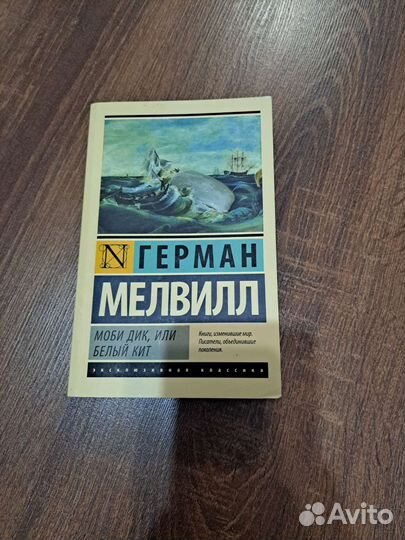 N ГЕРМАН
МЕЛВИЛЛ
МОБИ ДИК, ИЛИ
БЕЛЫЙ КИТ
Книги, изменившие мир.
Писатели, объединившие
поколения.
ЭКСКЛЮЗИВНАЯ КЛАССИКА
Avito